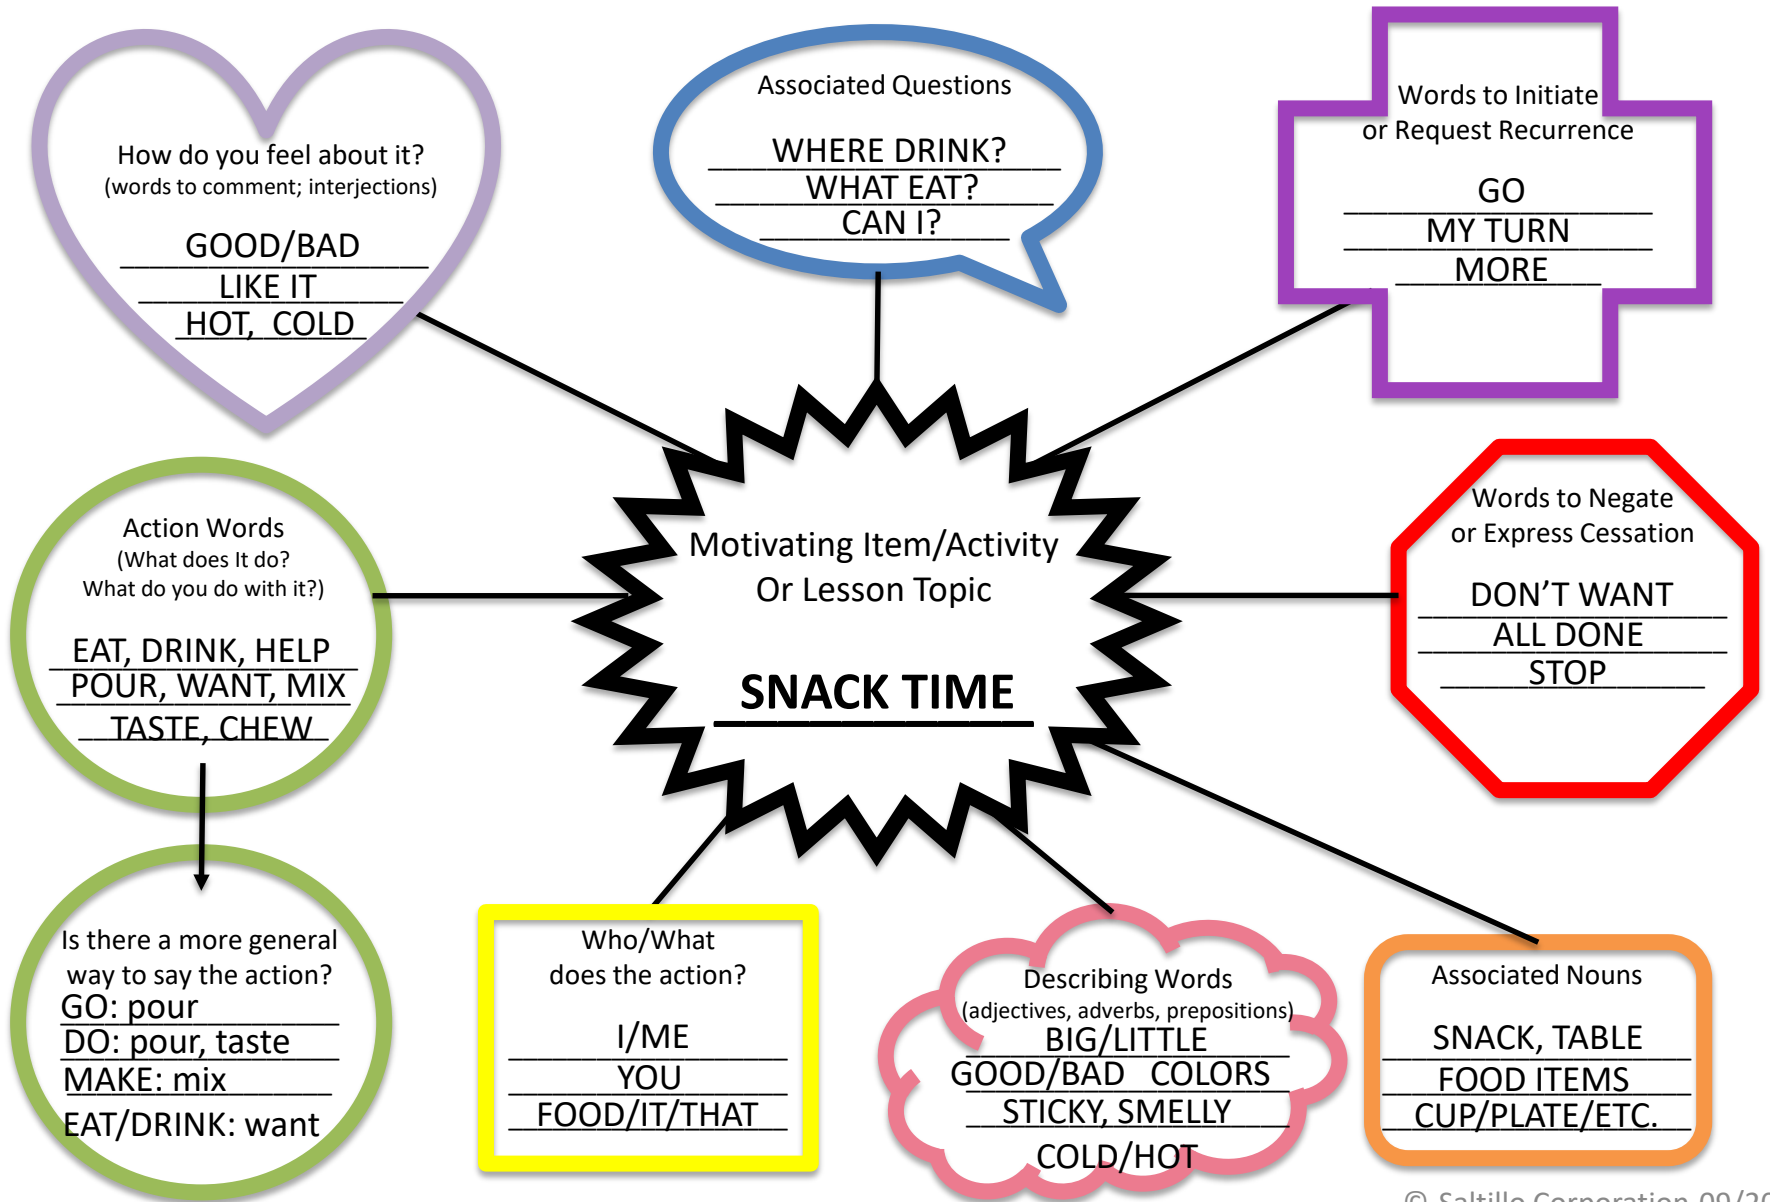 How do you feel about it?
(words to comment; interjections)
GOOD/BAD
LIKE IT
HOT, COLD
Associated Questions
WHERE DRINK?
WHAT EAT?
CAN I?
Words to Initiate
or Request Recurrence
GO
MY TURN
MORE
Action Words
(What does It do?
What do you do with it?)
EAT, DRINK, HELP
POUR, WANT, MIX
TASTE, CHEW
Motivating Item/Activity
Or Lesson Topic
SNACK TIME
Words to Negate
or Express Cessation
DON'T WANT
ALL DONE
STOP
Is there a more general
way to say the action?
GO: pour
DO: pour, taste
MAKE: mix
EAT/DRINK: want
Who/What
does the action?
I/ME
YOU
FOOD/IT/THAT
Describing Words
(adjectives, adverbs, prepositions)
BIG/LITTLE
GOOD/BAD COLORS
STICKY, SMELLY
COLD/HOT
Associated Nouns
SNACK, TABLE
FOOD ITEMS
CUP/PLATE/ETC.
© Saltillo Corporation